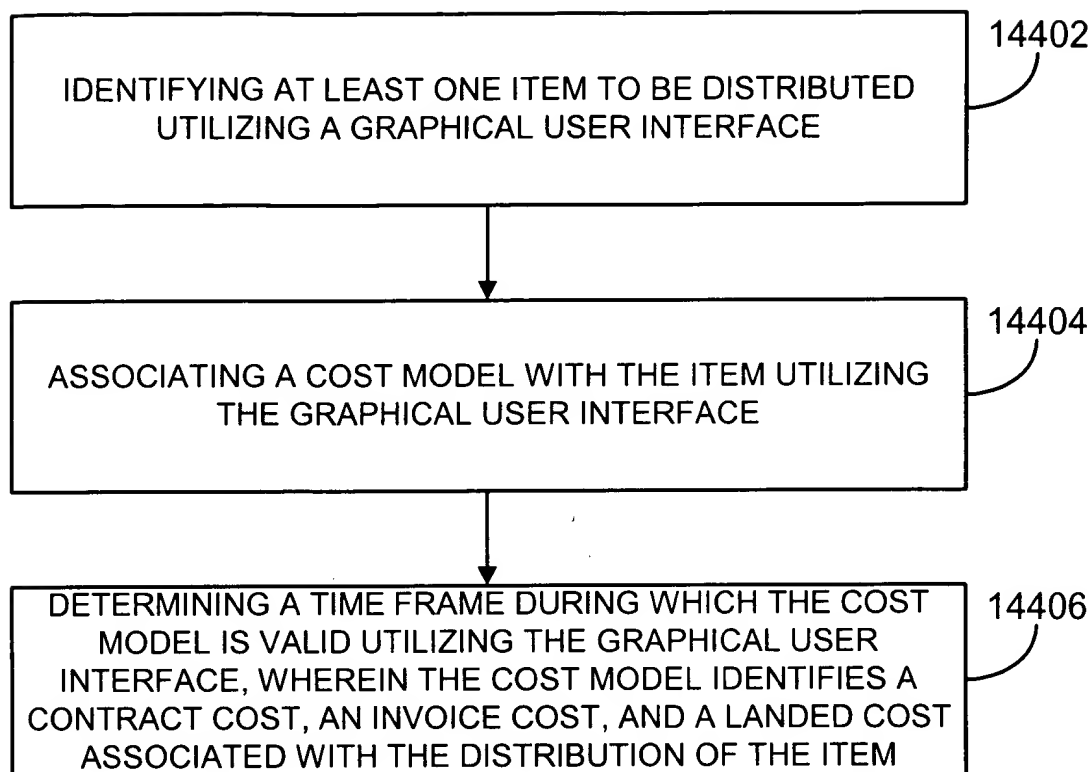 14402
IDENTIFYING AT LEAST ONE ITEM TO BE DISTRIBUTED
UTILIZING A GRAPHICAL USER INTERFACE
14404
ASSOCIATING A COST MODEL WITH THE ITEM UTILIZING
THE GRAPHICAL USER INTERFACE
14406
DETERMINING A TIME FRAME DURING WHICH THE COST
MODEL IS VALID UTILIZING THE GRAPHICAL USER
INTERFACE, WHEREIN THE COST MODEL IDENTIFIES A
CONTRACT COST, AN INVOICE COST, AND A LANDED COST
ASSOCIATED WITH THE DISTRIBUTION OF THE ITEM